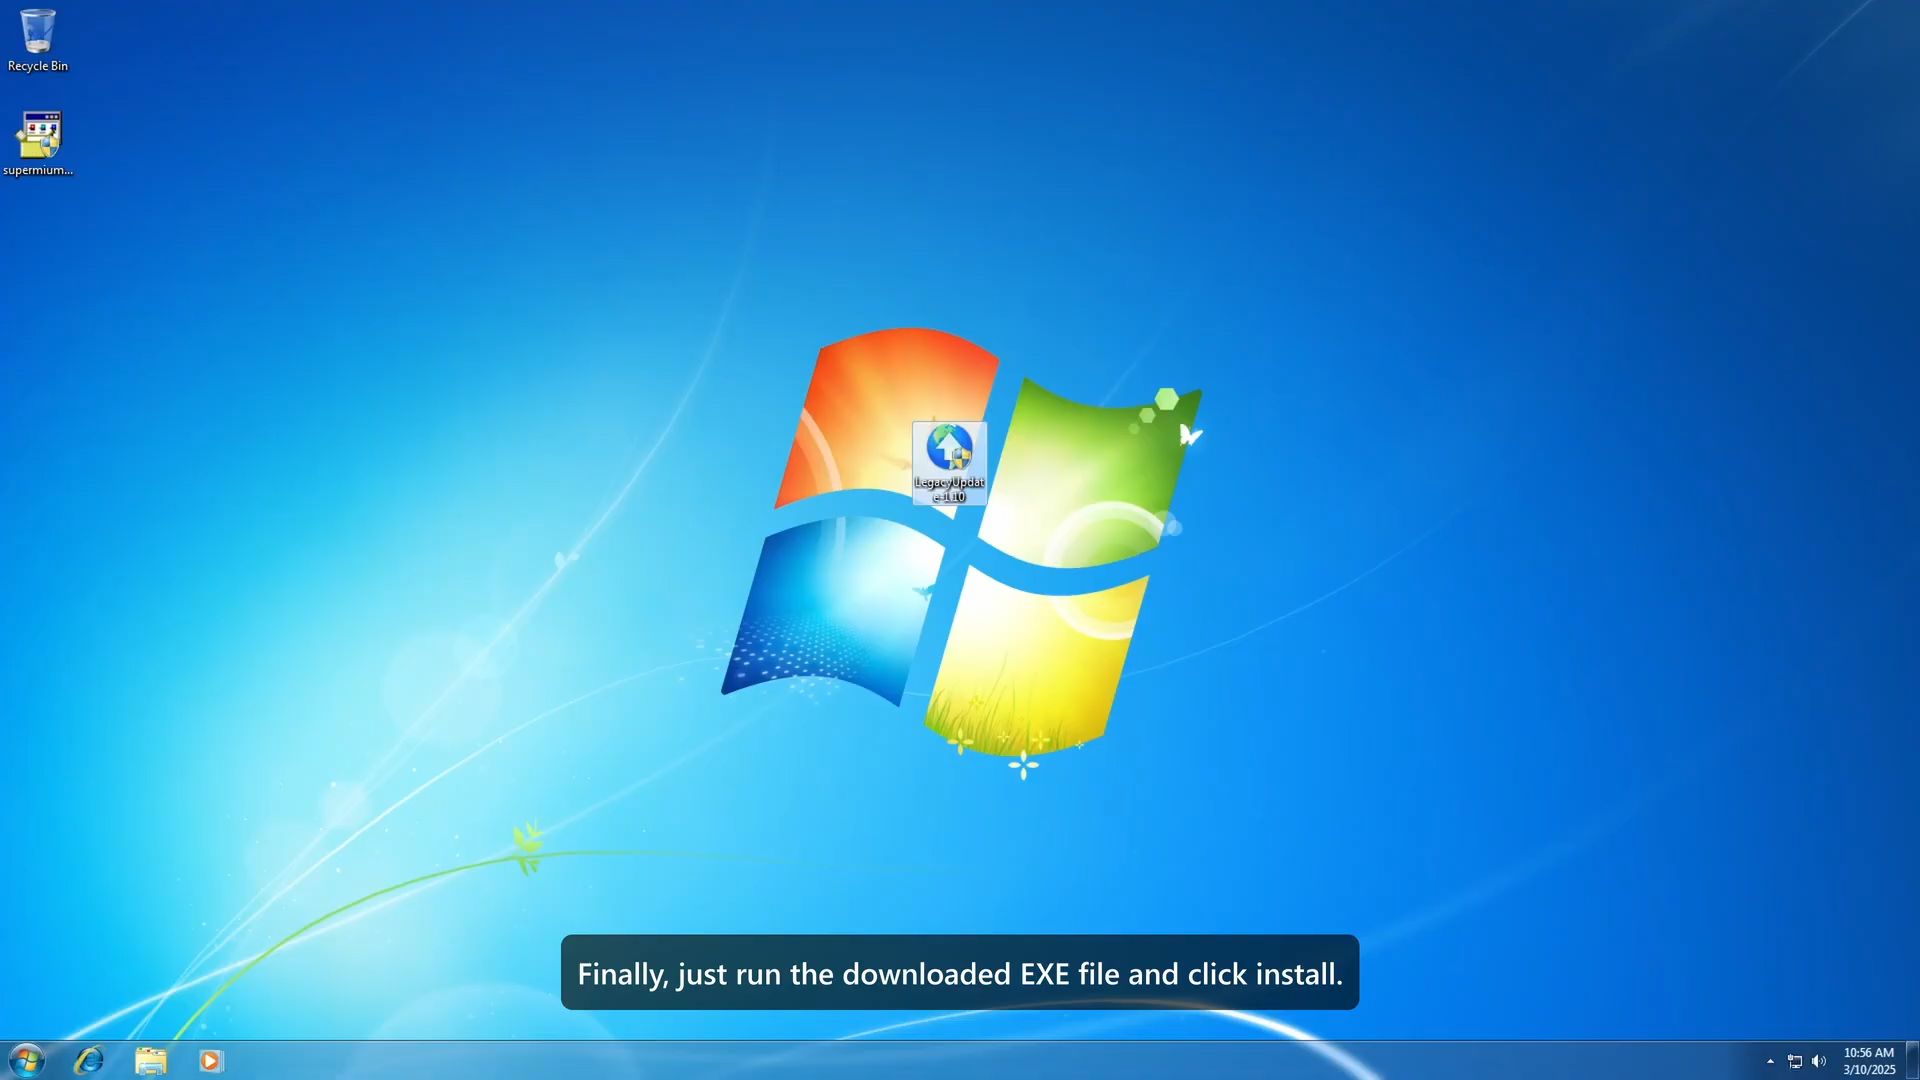 Recycle Bin
supermium...
LegacyUpdat
e-1.10
Finally, just run the downloaded EXE file and click install.
10:56 AM
3/10/2025